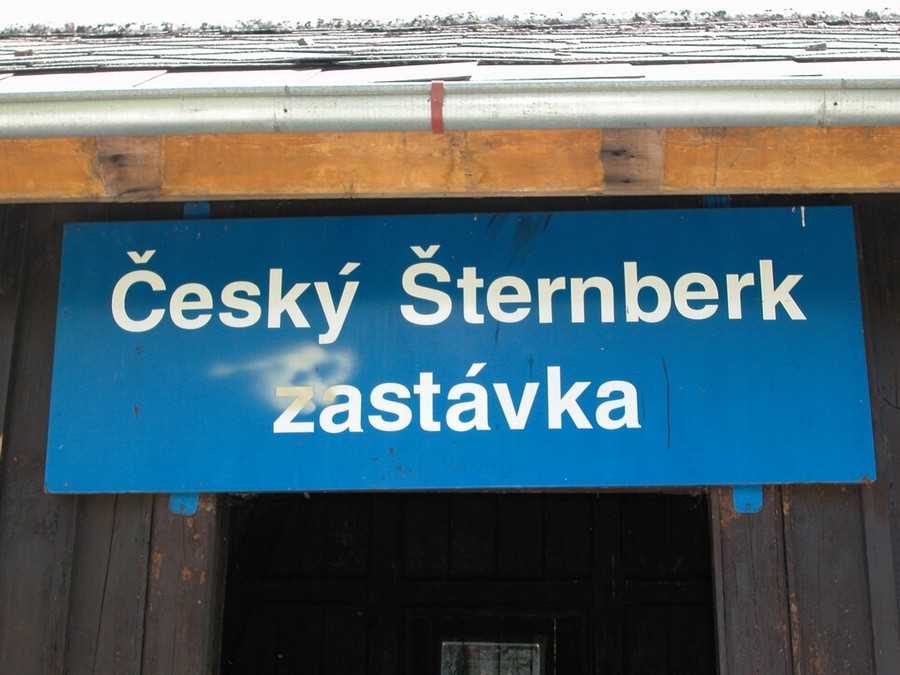 Český Šternberk
zastávka